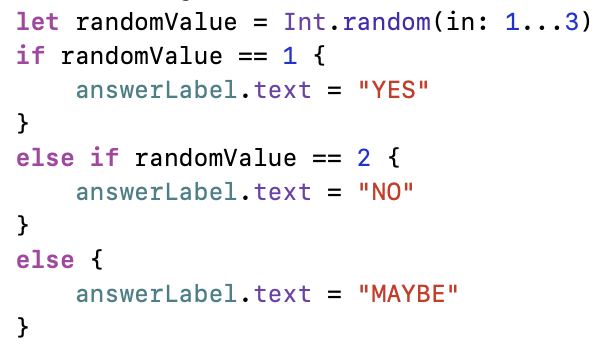 let randomValue = Int.random(in: 1...3)
if randomValue == 1 {
    answerLabel.text = "YES"
}
else if randomValue == 2 {
    answerLabel.text = "NO"
}
else {
    answerLabel.text = "MAYBE"
}